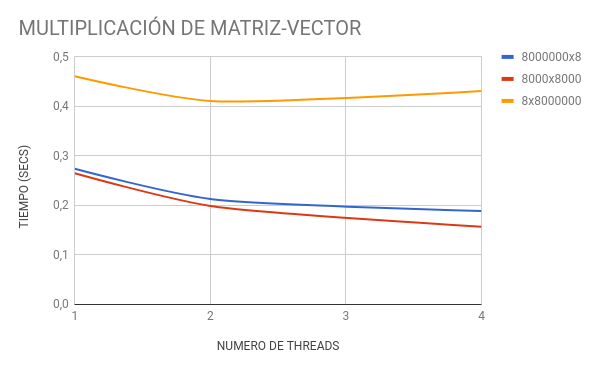 MULTIPLICACIÓN DE MATRIZ-VECTOR
8000000x8
8000x8000
8x8000000
TIEMPO (SECS)
0,5
0,4
0,3
0,2
0,1
0,0
1 2 3 4
NUMERO DE THREADS